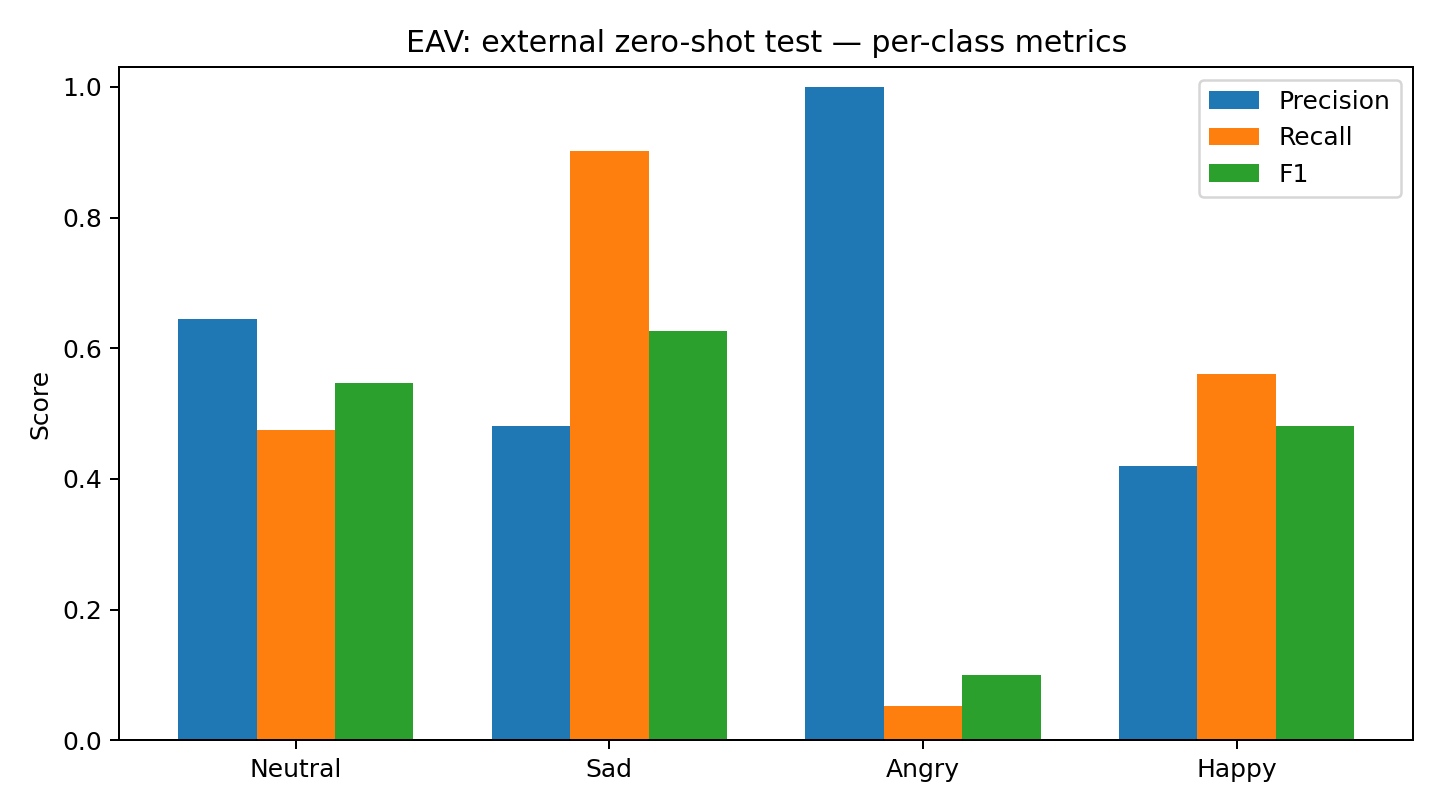 EAV: external zero-shot test — per-class metrics
Precision
Recall
F1
Score
1.0
0.8
0.6
0.4
0.2
0.0
Neutral
Sad
Angry
Happy